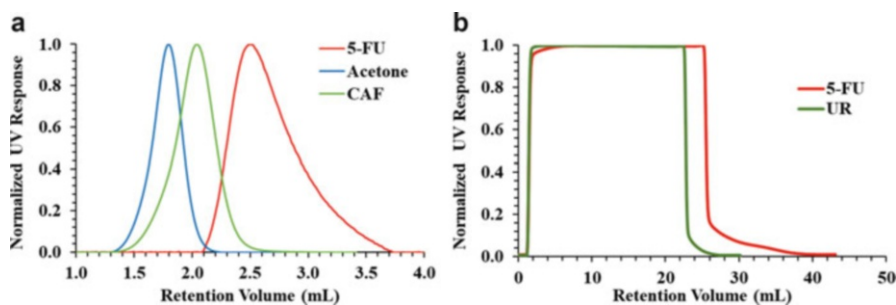 a
5-FU
Acetone
CAF
Normalized UV Response
1.0
0.8
0.6
0.4
0.2
0.0
1.0 1.5 2.0 2.5 3.0 3.5 4.0
Retention Volume (mL)
b
5-FU
UR
Normalized UV Response
1.0
0.8
0.6
0.4
0.2
0.0
0 10 20 30 40 50
Retention Volume (mL)